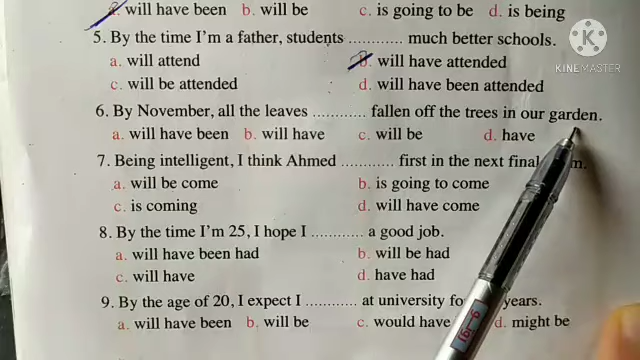 a. will have been b. will be c. is going to be d. is being
5. By the time I'm a father, students ............ much better schools.
a. will attend b. will have attended
c. will be attended d. will have been attended
6. By November, all the leaves ............ fallen off the trees in our garden.
a. will have been b. will have c. will be d. have
7. Being intelligent, I think Ahmed ............ first in the next final
a. will be come b. is going to come
c. is coming d. will have come
8. By the time I'm 25, I hope I ............ a good job.
a. will have been had b. will be had
c. will have d. have had
9. By the age of 20, I expect I ............ at university years.
a. will have been b. will be c. would have d. might be
KINEMASTER